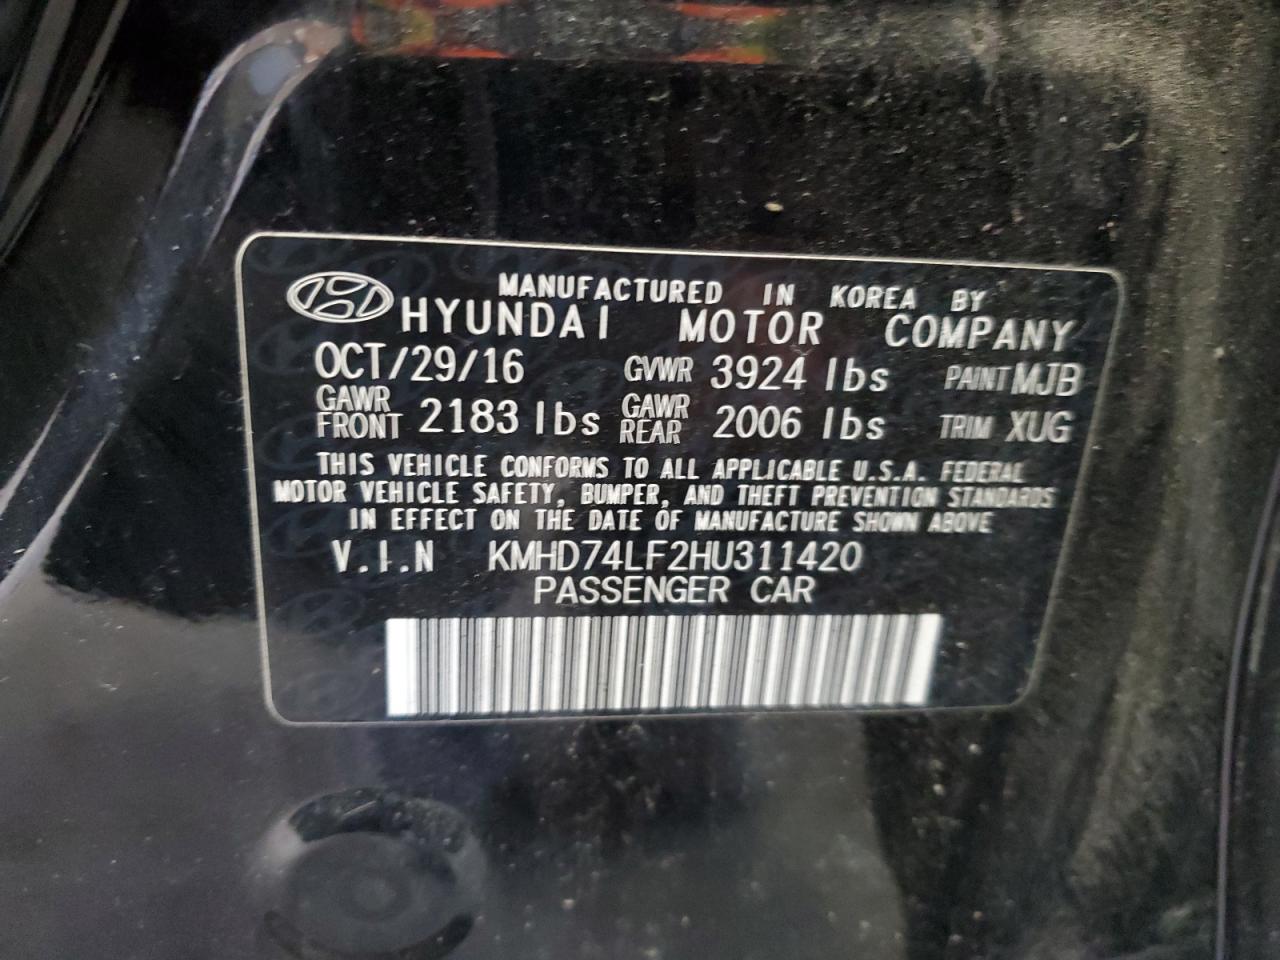 MANUFACTURED IN KOREA BY
HYUNDAI MOTOR COMPANY
OCT/29/16 GVWR 3924 lbs PAINT MJB
GAWR FRONT 2183 lbs GAWR REAR 2006 lbs TRIM XUG
THIS VEHICLE CONFORMS TO ALL APPLICABLE U.S.A. FEDERAL
MOTOR VEHICLE SAFETY, BUMPER, AND THEFT PREVENTION STANDARDS
IN EFFECT ON THE DATE OF MANUFACTURE SHOWN ABOVE
V.I.N KMHD74LF2HU311420
PASSENGER CAR